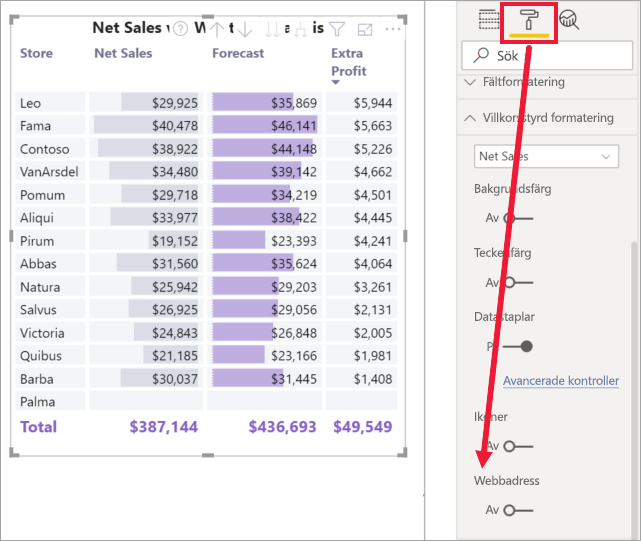 Net Sales is
Store Net Sales Forecast Extra
Profit
Leo $29,925 $35,869 $5,944
Fama $40,478 $46,141 $5,663
Contoso $38,922 $44,148 $5,226
VanArsdel $34,480 $39,142 $4,662
Pomum $29,718 $34,219 $4,501
Aliqui $33,977 $38,422 $4,445
Pirum $19,152 $23,393 $4,241
Abbas $31,560 $35,624 $4,064
Natura $25,942 $29,203 $3,261
Salvus $26,925 $29,056 $2,131
Victoria $24,843 $26,848 $2,005
Quibus $21,185 $23,166 $1,981
Barba $30,037 $31,445 $1,408
Palma
Total $387,144 $436,693 $49,549
Sök
Fältformatering
Villkorsstyrd formatering
Net Sales
Bakgrundsfärg
Av
Teckenfärg
Av
Datastaplar
Avancerade kontroller
Ikoner
Av
Webbadress
Av